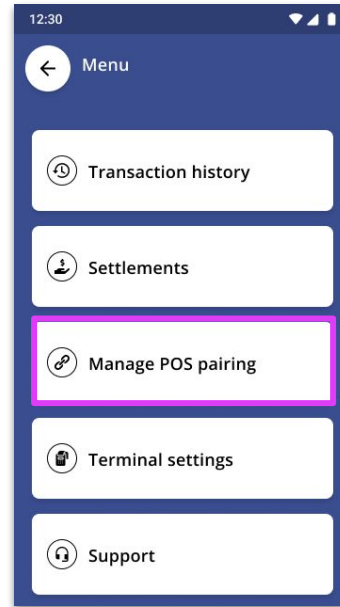 12:30
Menu
Transaction history
Settlements
Manage POS pairing
Terminal settings
Support